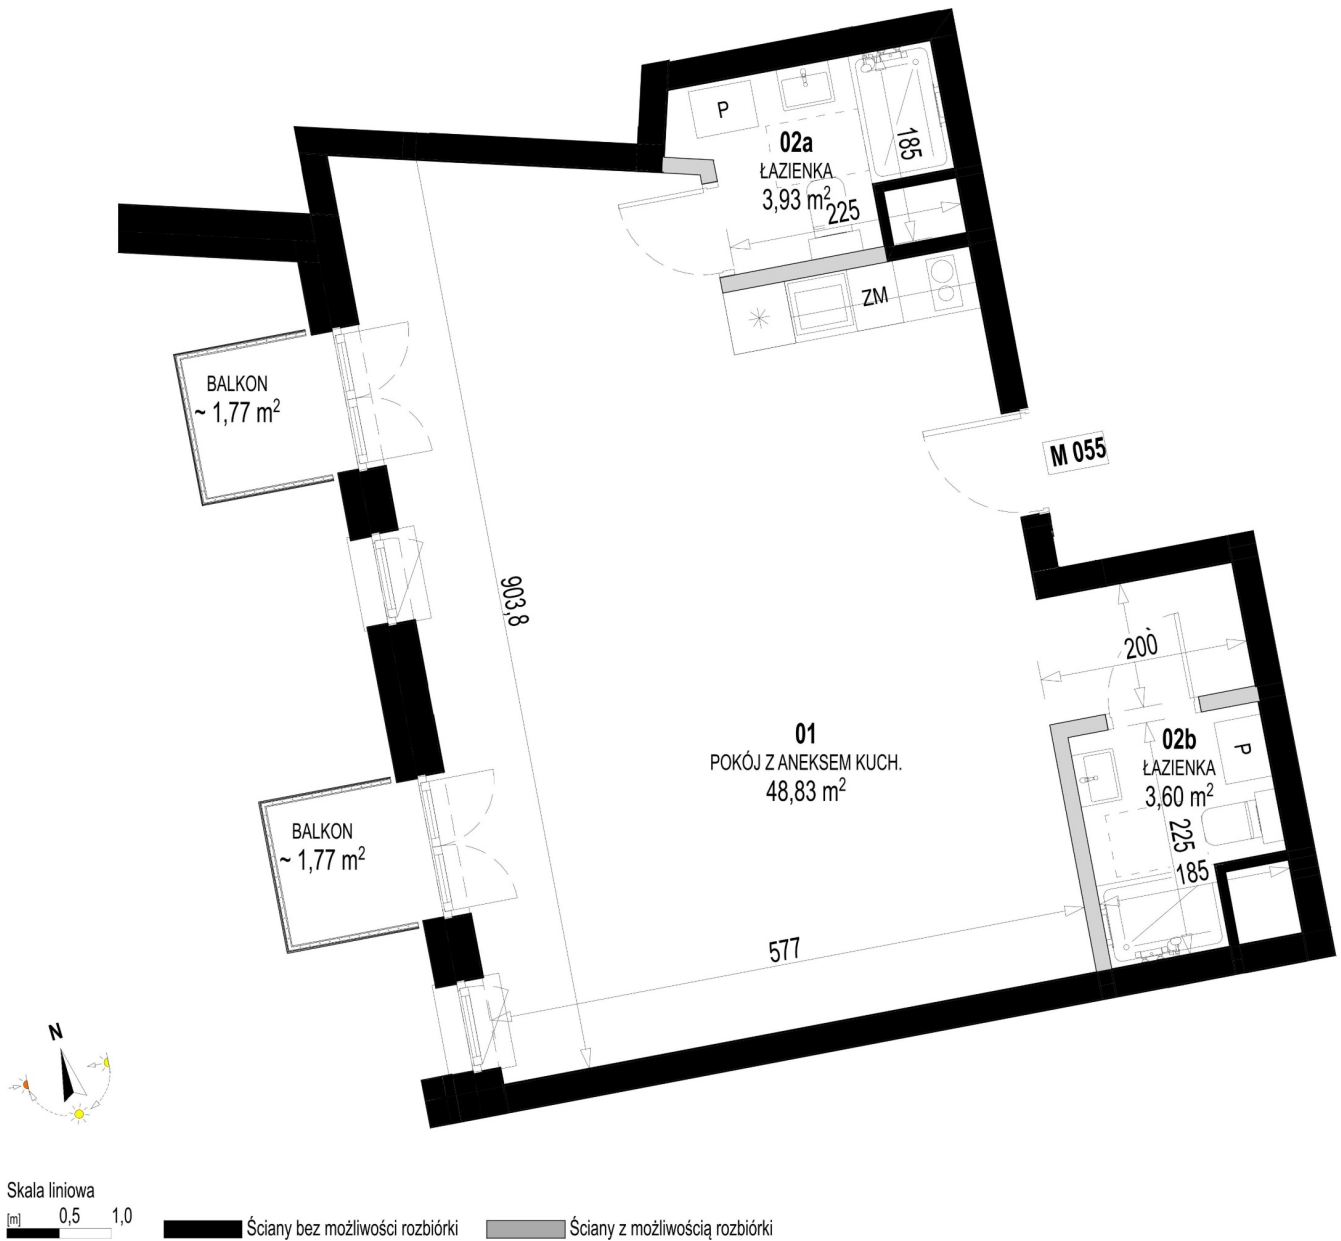 P
02a
ŁAZIENKA
3,93 m²
185
225
ZM
BALKON
~ 1,77 m²
M 055
903,8
200
01
POKÓJ Z ANEKSEM KUCH.
48,83 m²
02b
ŁAZIENKA
3,60 m²
P
225
185
BALKON
~ 1,77 m²
577
N
Skala liniowa
[m] 0,5 1,0
Ściany bez możliwości rozbiórki
Ściany z możliwością rozbiórki